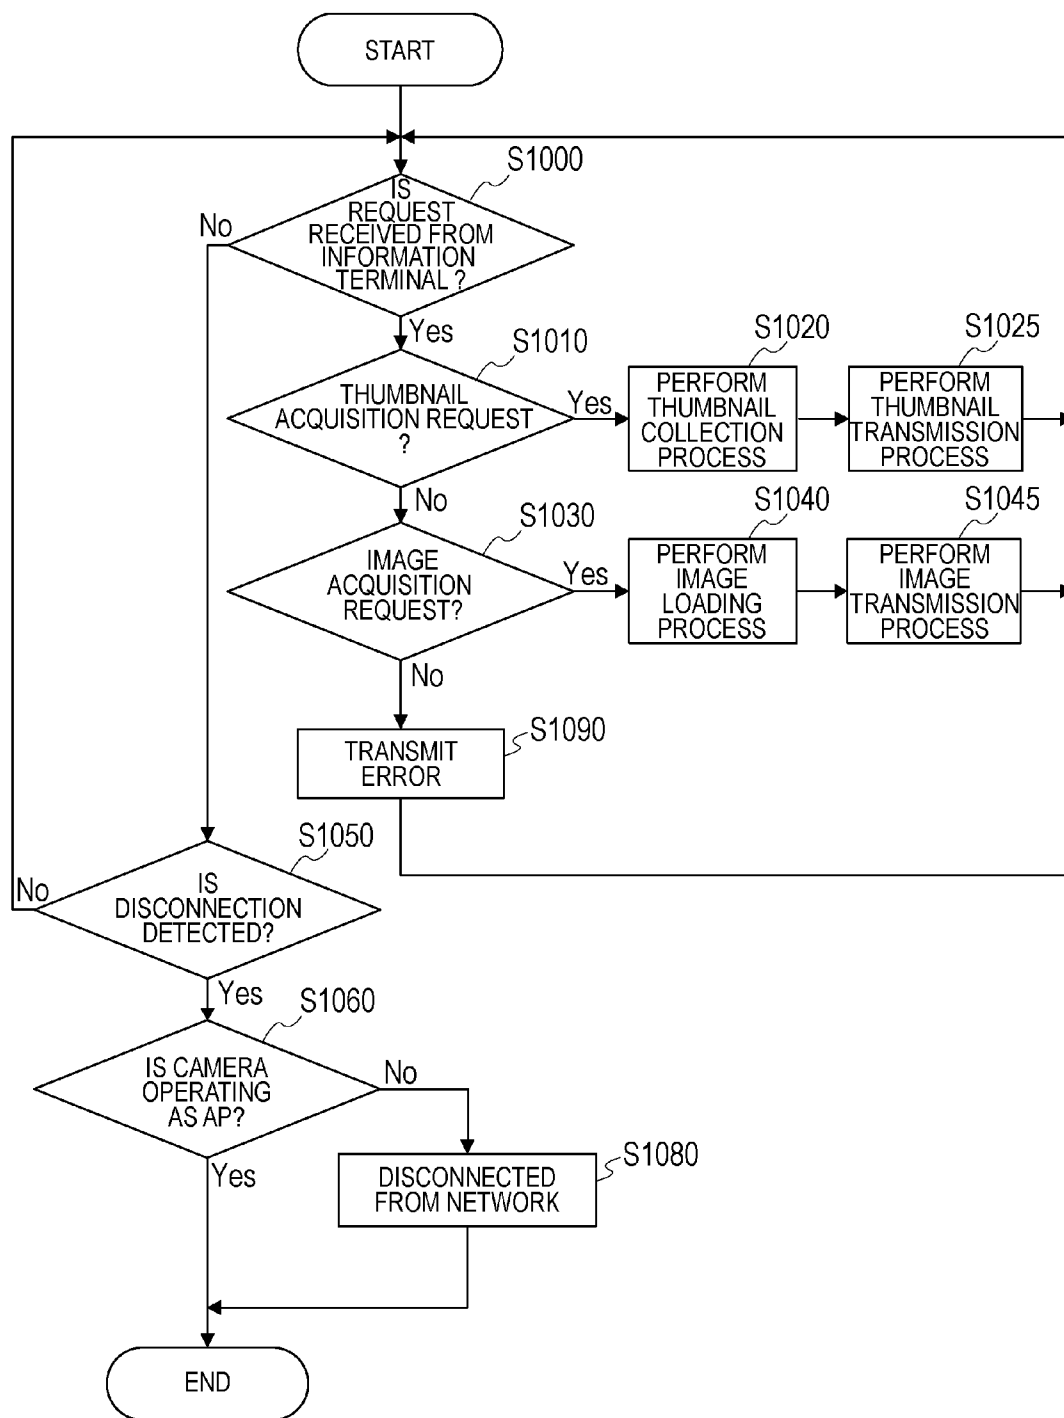 START
S1000
No
IS
REQUEST
RECEIVED FROM
INFORMATION
TERMINAL ?
Yes
S1010
THUMBNAIL
ACQUISITION REQUEST
?
Yes
S1020
PERFORM
THUMBNAIL
COLLECTION
PROCESS
S1025
PERFORM
THUMBNAIL
TRANSMISSION
PROCESS
No
S1030
IMAGE
ACQUISITION
REQUEST?
Yes
S1040
PERFORM
IMAGE
LOADING
PROCESS
S1045
PERFORM
IMAGE
TRANSMISSION
PROCESS
No
S1090
TRANSMIT
ERROR
S1050
No
IS
DISCONNECTION
DETECTED?
Yes
S1060
IS CAMERA
OPERATING
AS AP?
No
Yes
S1080
DISCONNECTED
FROM NETWORK
END